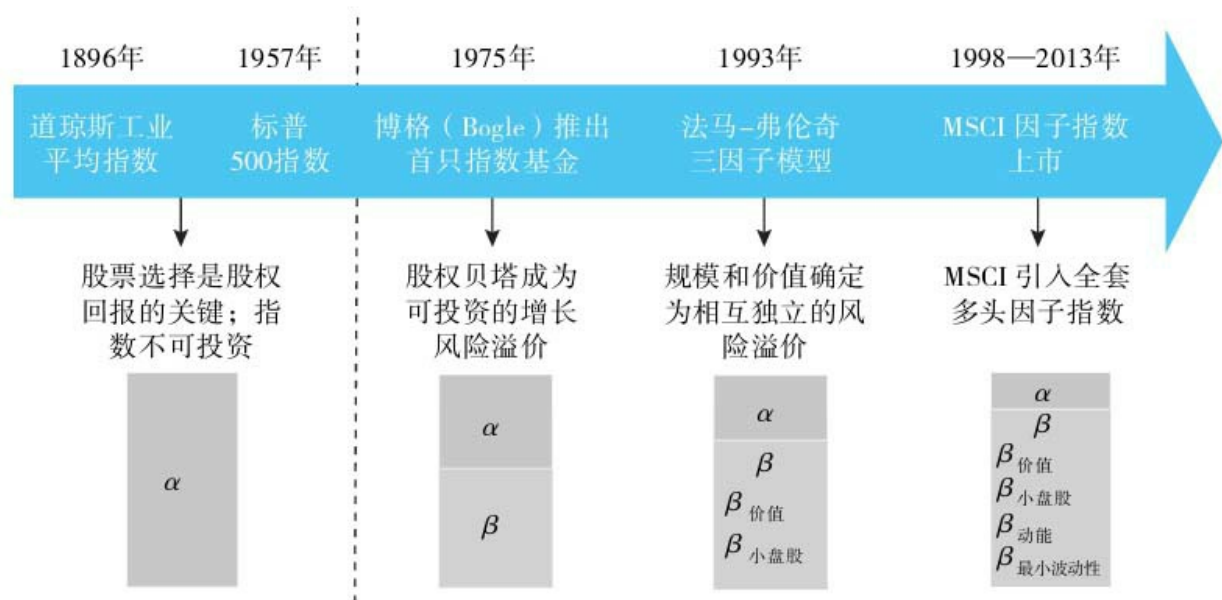 1896年
1957年
1975年
1993年
1998—2013年
道琼斯工业
平均指数
标普
500指数
博格（Bogle）推出
首只指数基金
法马-弗伦奇
三因子模型
MSCI 因子指数
上市
股票选择是股权
回报的关键；指
数不可投资
股权贝塔成为
可投资的增长
风险溢价
规模和价值确定
为相互独立的风
险溢价
MSCI 引入全套
多头因子指数
α
α
β
α
β
β价值
β小盘股
α
β
β价值
β小盘股
β动能
β最小波动性